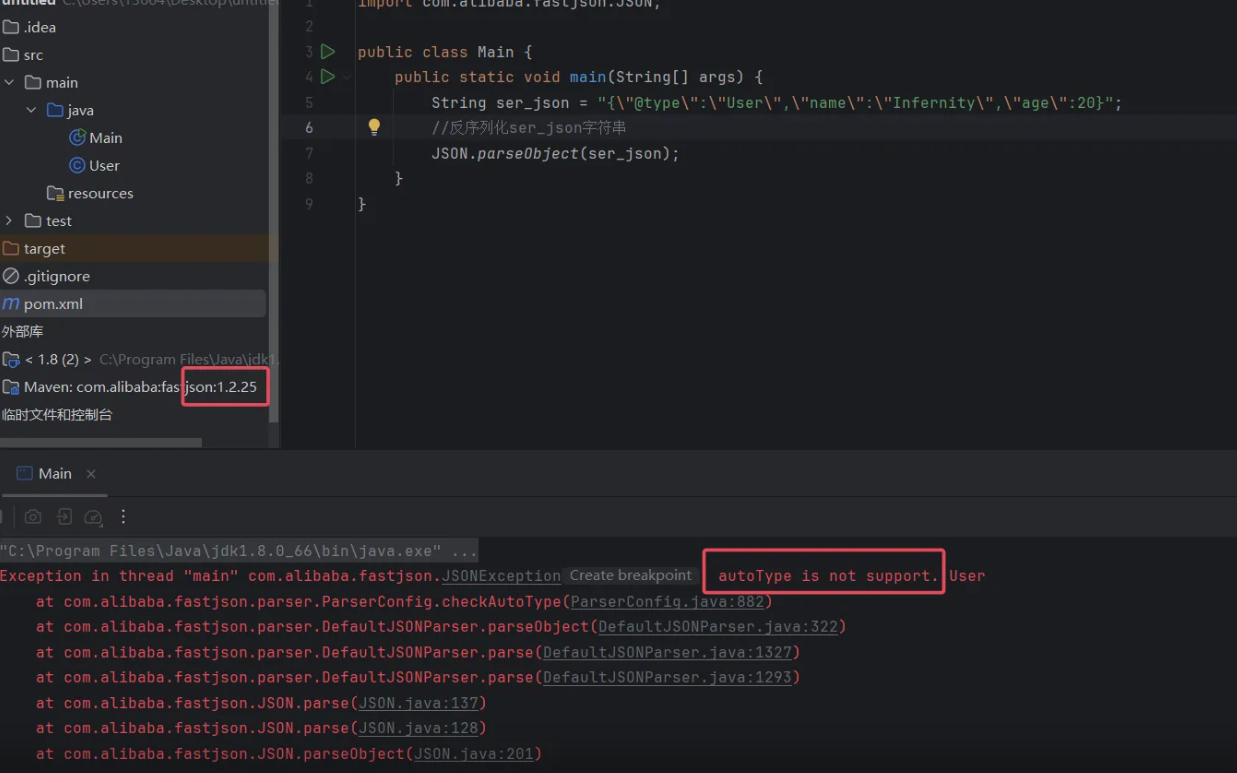 untitled C:\Users\13664\Desktop\untitled
.idea
src
main
java
Main
User
resources
test
target
.gitignore
pom.xml
外部库
< 1.8 (2) > C:\Program Files\Java\jdk1.
Maven: com.alibaba:fastjson:1.2.25
临时文件和控制台
1 import com.alibaba.fastjson.JSON;
2
3 public class Main {
4 public static void main(String[] args) {
5 String ser_json = "{\"@type\":\"User\",\"name\":\"Infernity\",\"age\":20}";
6 //反序列化ser_json字符串
7 JSON.parseObject(ser_json);
8 }
9 }
Main
"C:\Program Files\Java\jdk1.8.0_66\bin\java.exe" ...
Exception in thread "main" com.alibaba.fastjson.JSONException Create breakpoint autoType is not support. User
at com.alibaba.fastjson.parser.ParserConfig.checkAutoType(ParserConfig.java:882)
at com.alibaba.fastjson.parser.DefaultJSONParser.parseObject(DefaultJSONParser.java:322)
at com.alibaba.fastjson.parser.DefaultJSONParser.parse(DefaultJSONParser.java:1327)
at com.alibaba.fastjson.parser.DefaultJSONParser.parse(DefaultJSONParser.java:1293)
at com.alibaba.fastjson.JSON.parse(JSON.java:137)
at com.alibaba.fastjson.JSON.parse(JSON.java:128)
at com.alibaba.fastjson.JSON.parseObject(JSON.java:201)